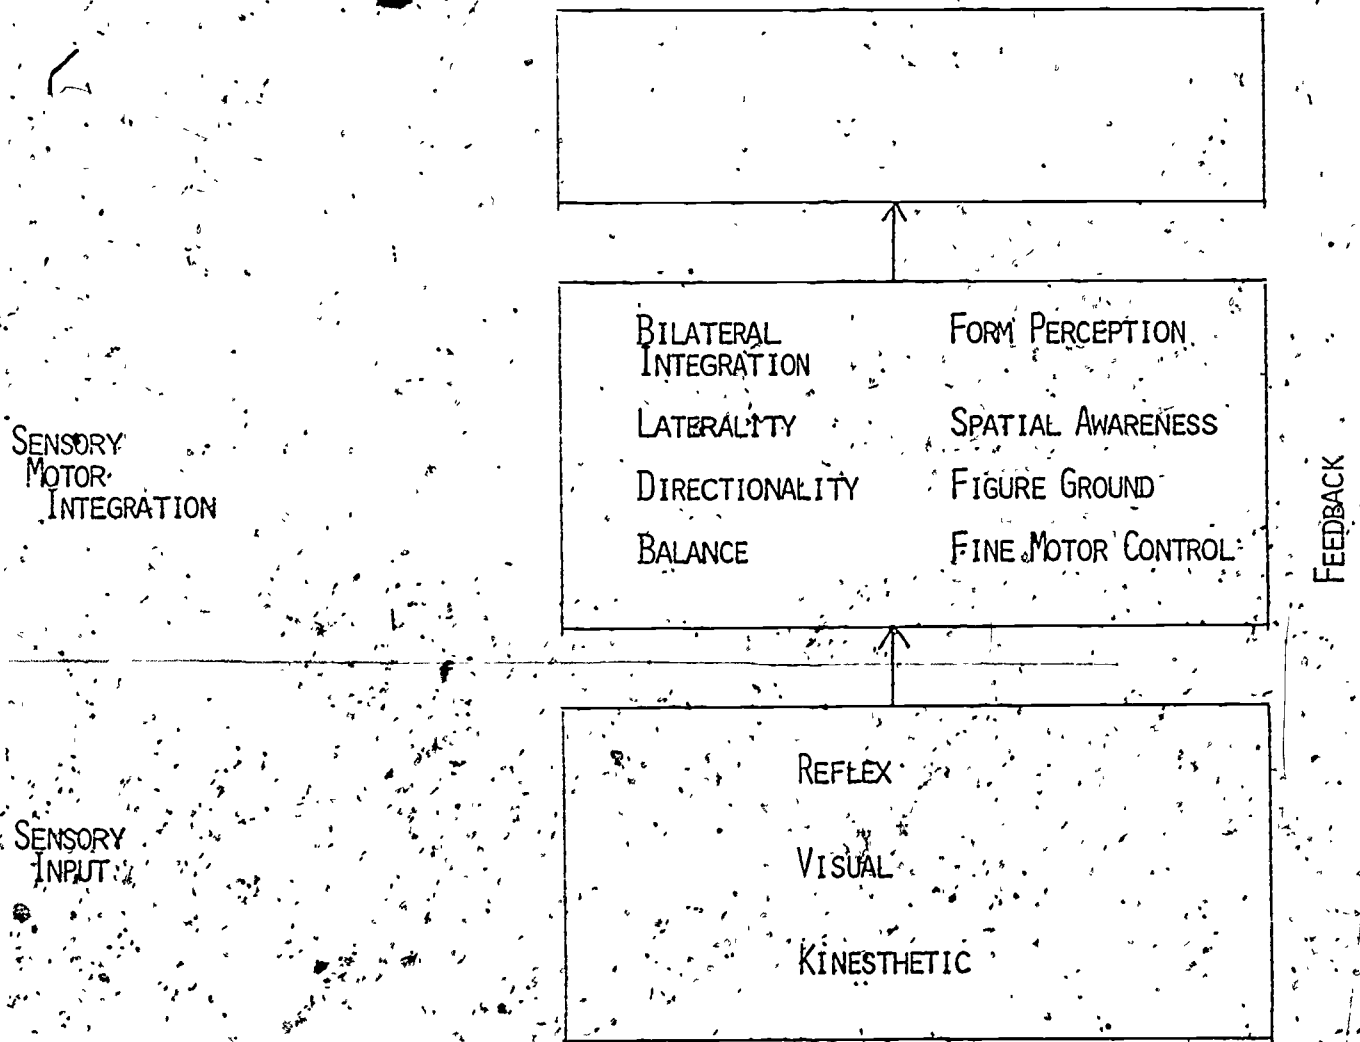 BILATERAL
INTEGRATION
FORM PERCEPTION
LATERALITY
SPATIAL AWARENESS
SENSORY
MOTOR
INTEGRATION
DIRECTIONALITY
FIGURE GROUND
BALANCE
FINE MOTOR CONTROL
FEEDBACK
REFLEX
SENSORY
INPUT
VISUAL
KINESTHETIC